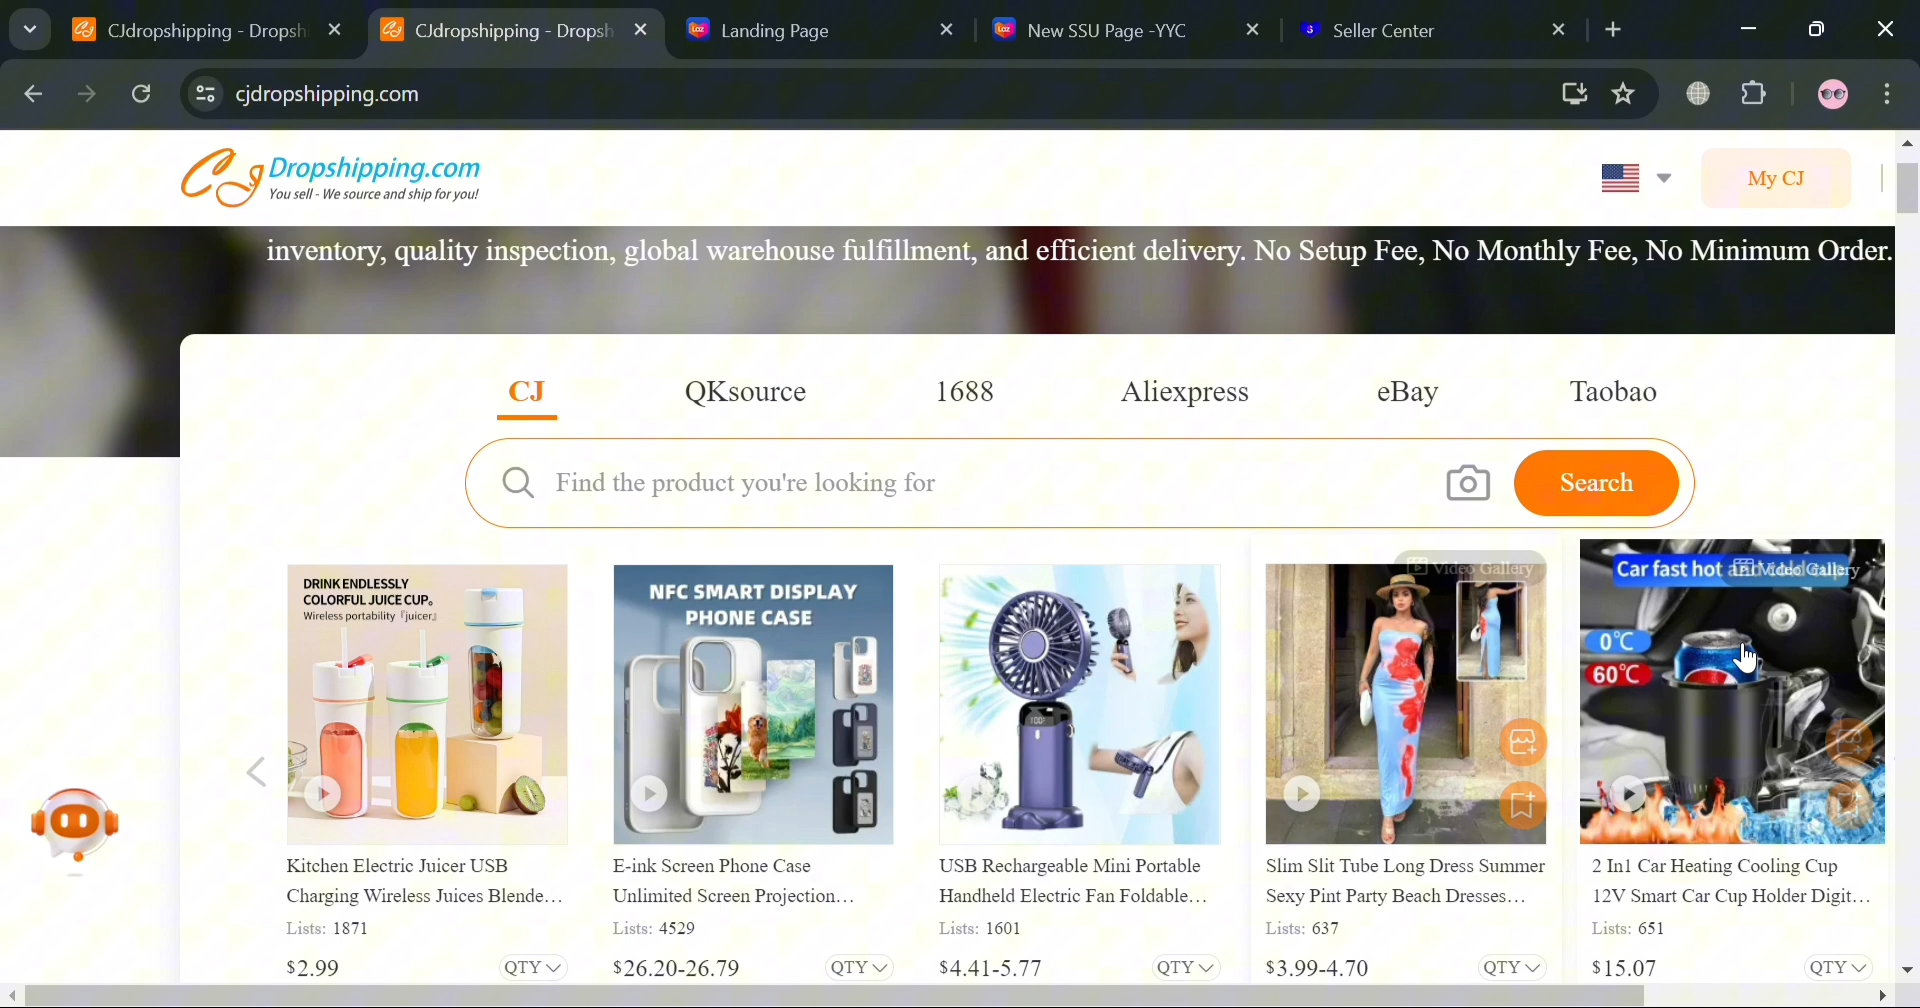 CJdropshipping - Dropsh
CJdropshipping - Dropsh
Landing Page
New SSU Page -YYC
Seller Center
cjdropshipping.com
CJ Dropshipping.com
You sell - We source and ship for you!
My CJ
inventory, quality inspection, global warehouse fulfillment, and efficient delivery. No Setup Fee, No Monthly Fee, No Minimum Order.
CJ
QKsource
1688
Aliexpress
eBay
Taobao
Find the product you're looking for
Search
DRINK ENDLESSLY
COLORFUL JUICE CUP。
Wireless portability『juicer』
NFC SMART DISPLAY
PHONE CASE
Video Gallery
Car fast hot and cold cup
Video Gallery
0°C
60°C
Kitchen Electric Juicer USB
Charging Wireless Juices Blende...
Lists: 1871
$2.99
QTY
E-ink Screen Phone Case
Unlimited Screen Projection...
Lists: 4529
$26.20-26.79
QTY
USB Rechargeable Mini Portable
Handheld Electric Fan Foldable...
Lists: 1601
$4.41-5.77
QTY
Slim Slit Tube Long Dress Summer
Sexy Pint Party Beach Dresses...
Lists: 637
$3.99-4.70
QTY
2 In1 Car Heating Cooling Cup
12V Smart Car Cup Holder Digit...
Lists: 651
$15.07
QTY